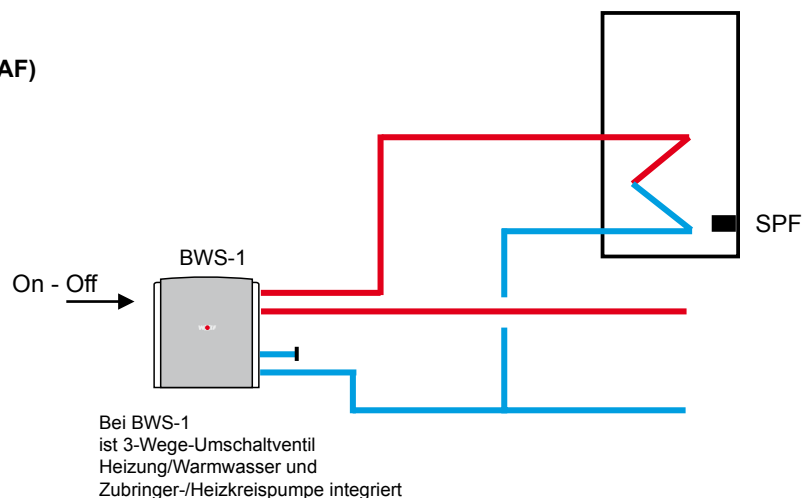 AF)
SPF
BWS-1
On - Off
Bei BWS-1
ist 3-Wege-Umschaltventil
Heizung/Warmwasser und
Zubringer-/Heizkreispumpe integriert